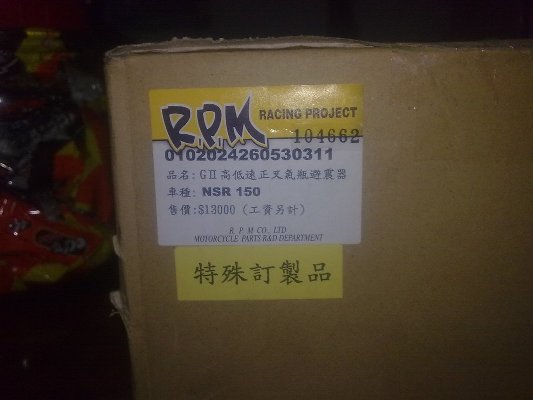 RPM RACING PROJECT
104662
0102024260530311
品名: GⅡ高低速正叉氣瓶避震器
車種: NSR 150
售價:$13000 (工資另計)
R. P. M CO., LTD
MOTORCYCLE PARTS R&D DEPARTMENT
特殊訂製品